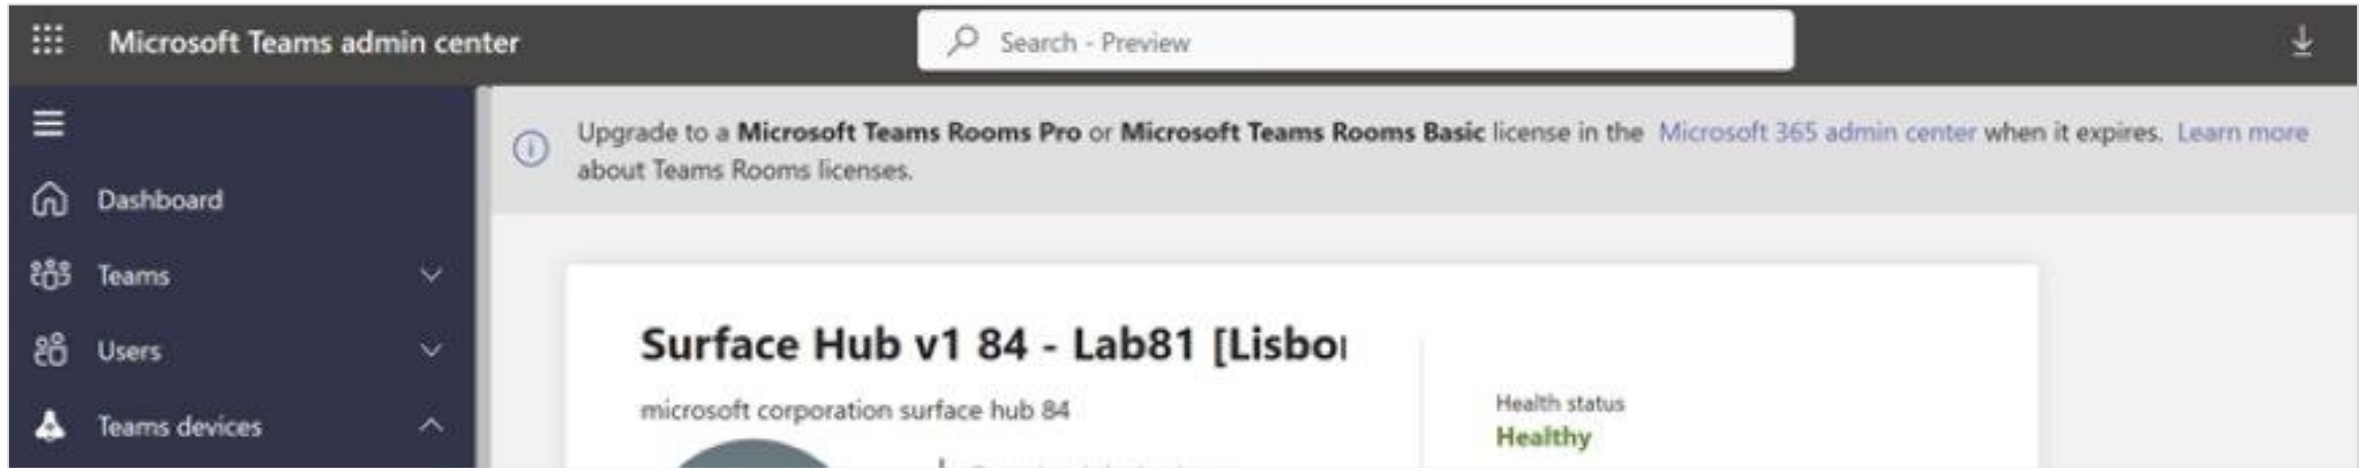 Microsoft Teams admin center
Search - Preview
Upgrade to a Microsoft Teams Rooms Pro or Microsoft Teams Rooms Basic license in the Microsoft 365 admin center when it expires. Learn more
about Teams Rooms licenses.
Dashboard
Teams
Users
Teams devices
Surface Hub v1 84 - Lab81 [Lisbo
microsoft corporation surface hub 84
Health status
Healthy